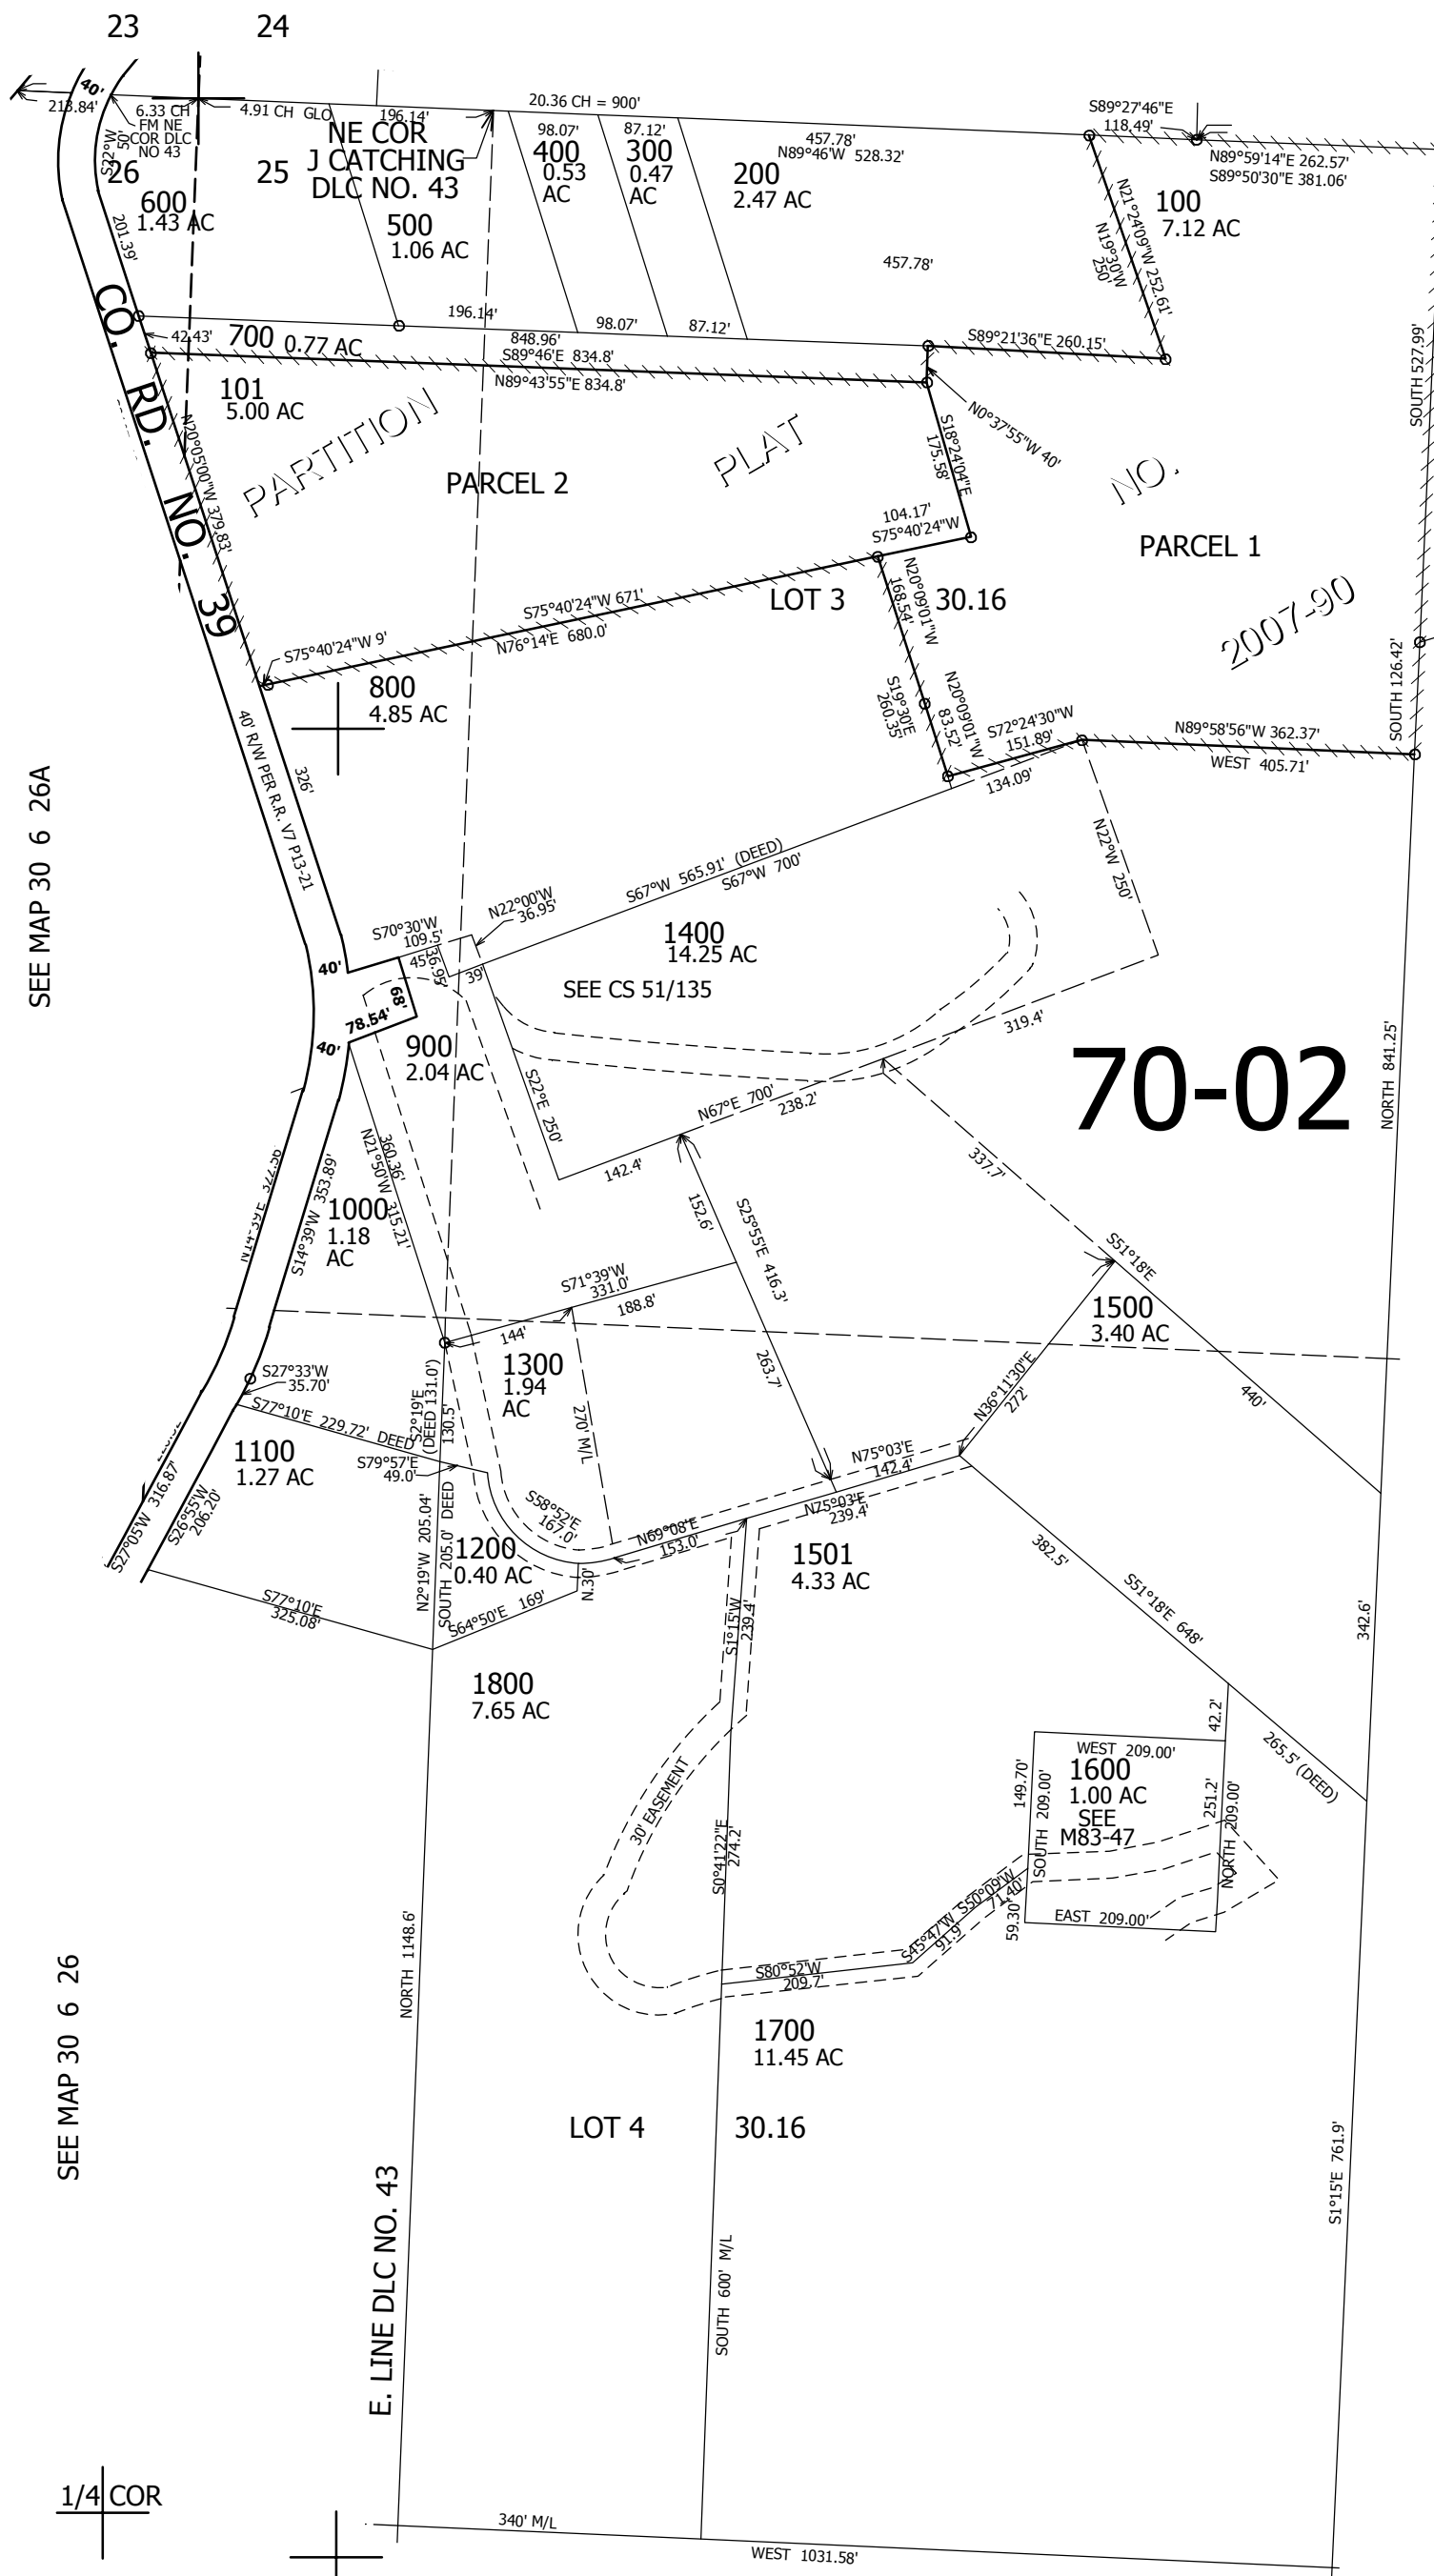 23
24
40'
213.84'
6.33 CH
FM NE
COR DLC
NO 43
4.91 CH GLO
196.14'
20.36 CH = 900'
S89°27'46"E
118.49'
N89°59'14"E 262.57'
S89°50'30"E 381.06'
S22°W
50'
26
25
NE COR
J CATCHING
DLC NO. 43
98.07'
400
0.53
AC
87.12'
300
0.47
AC
457.78'
N89°46'W 528.32'
200
2.47 AC
100
7.12 AC
600
1.43 AC
500
1.06 AC
201.39'
457.78'
N21°24'09"W 252.61'
N19°30'W
250'
196.14'
98.07'
87.12'
42.43'
700 0.77 AC
848.96'
S89°46'E 834.8'
N89°43'55"E 834.8'
S89°21'36"E 260.15'
SOUTH 527.99'
101
5.00 AC
CO. RD. NO. 39
N20°05'00"W 379.83'
PARTITION PLAT NO. 2007-90
PARCEL 2
S18°24'04"E
175.58'
N0°37'55"W 40'
104.17'
S75°40'24"W
PARCEL 1
LOT 3
30.16
N20°09'01"W
168.54'
S75°40'24"W 671'
N76°14'E 680.0'
S75°40'24"W 9'
800
4.85 AC
S19°30'E
260.35'
N20°09'01"W
83.52'
S72°24'30"W
151.89'
134.09'
SOUTH 126.42'
N89°58'56"W 362.37'
WEST 405.71'
40' R/W PER R.R. V7 P13-21
326'
SEE MAP 30 6 26A
N22°W 250'
S67°W 565.91' (DEED)
S67°W 700'
N22°00'W
36.95'
S70°30'W
109.5'
45'
36.95'
39'
1400
14.25 AC
SEE CS 51/135
40'
68'
78.54'
40'
319.4'
900
2.04 AC
70-02
NORTH 841.25'
S22°E 250'
N67°E 700'
238.2'
142.4'
337.7'
360.36'
N21°50'W 315.21'
S14°39'W 353.89'
1000
1.18
AC
152.6'
S25°55'E 416.3'
263.7'
S51°18'E
S71°39'W
331.0'
188.8'
144'
1500
3.40 AC
1300
1.94
AC
270' M/L
S27°33'W
35.70'
S2°19'E
(DEED 131.0')
130.5'
N36°11'30"E
272'
440'
S77°10'E 229.72' DEED
1100
1.27 AC
S79°57'E
49.0'
N75°03'E
142.4'
S27°05'W 316.87'
S26°55'W
206.20'
S58°52'E
167.0'
N69°08'E
153.0'
N75°03'E
239.4'
N2°19'W 205.04'
SOUTH 205.0' DEED
1200
0.40 AC
N.30'
1501
4.33 AC
382.5'
S51°18'E 648'
S77°10'E
325.08'
S64°50'E 169'
S1°15'W
239.4'
342.6'
1800
7.65 AC
42.2'
WEST 209.00'
1600
1.00 AC
SEE
M83-47
149.70'
SOUTH 209.00'
251.2'
NORTH 209.00'
265.5' (DEED)
30' EASEMENT
S0°41'22"E
274.2'
S50°09'W
71.40'
S45°47'W
91.9'
59.30'
EAST 209.00'
NORTH 1148.6'
S80°52'W
209.7'
SEE MAP 30 6 26
1700
11.45 AC
LOT 4
30.16
S1°15'E 761.9'
E. LINE DLC NO. 43
SOUTH 600' M/L
1/4 COR
340' M/L
WEST 1031.58'